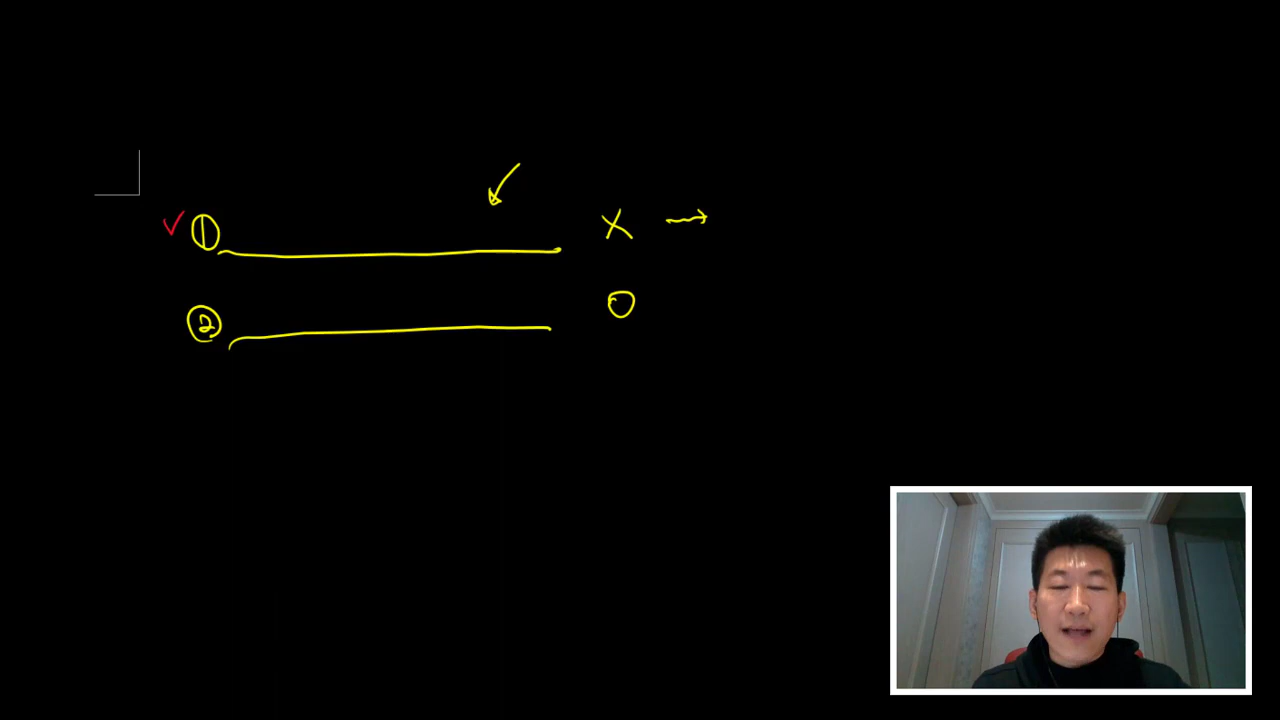 ✓ ① X →
② O